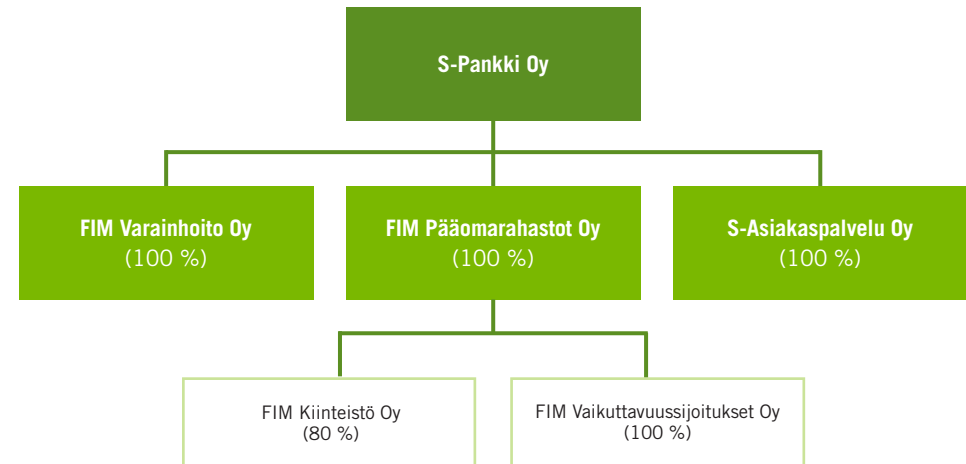 S-Pankki Oy
FIM Varainhoito Oy
(100 %)
FIM Pääomarahastot Oy
(100 %)
S-Asiakaspalvelu Oy
(100 %)
FIM Kiinteistö Oy
(80 %)
FIM Vaikuttavuussijoitukset Oy
(100 %)